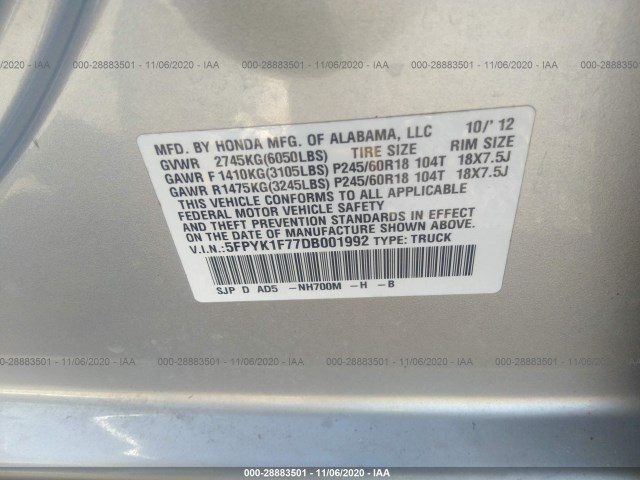 000-28883501 - 11/06/2020 - IAA
MFD. BY HONDA MFG. OF ALABAMA, LLC 10/'12
GVWR 2745KG(6050LBS) TIRE SIZE RIM SIZE
GAWR F 1410KG(3105LBS) P245/60R18 104T 18X7.5J
GAWR R1475KG(3245LBS) P245/60R18 104T 18X7.5J
THIS VEHICLE CONFORMS TO ALL APPLICABLE
FEDERAL MOTOR VEHICLE SAFETY
AND THEFT PREVENTION STANDARDS IN EFFECT
ON THE DATE OF MANUFACTURE SHOWN ABOVE.
V.I.N.:5FPYK1F77DB001992 TYPE: TRUCK
SJP D AD5 -NH700M -H -B
000-28883501 - 11/06/2020 - IAA
000-28883501 - 11/06/2020 - IAA